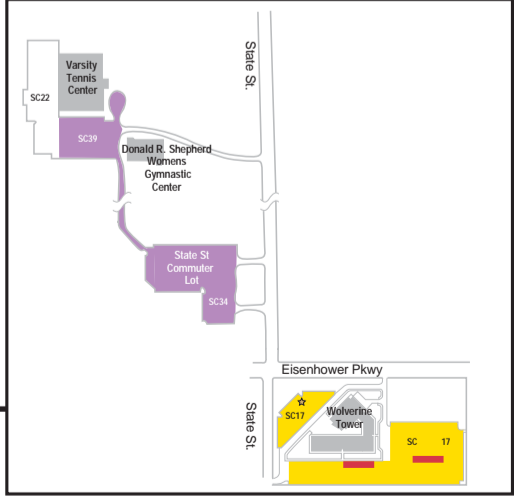 State St.
Varsity
Tennis
Center
SC22
SC39
Donald R. Shepherd
Womens
Gymnastic
Center
State St
Commuter
Lot
SC34
Eisenhower Pkwy
State St.
SC17
Wolverine
Tower
SC 17